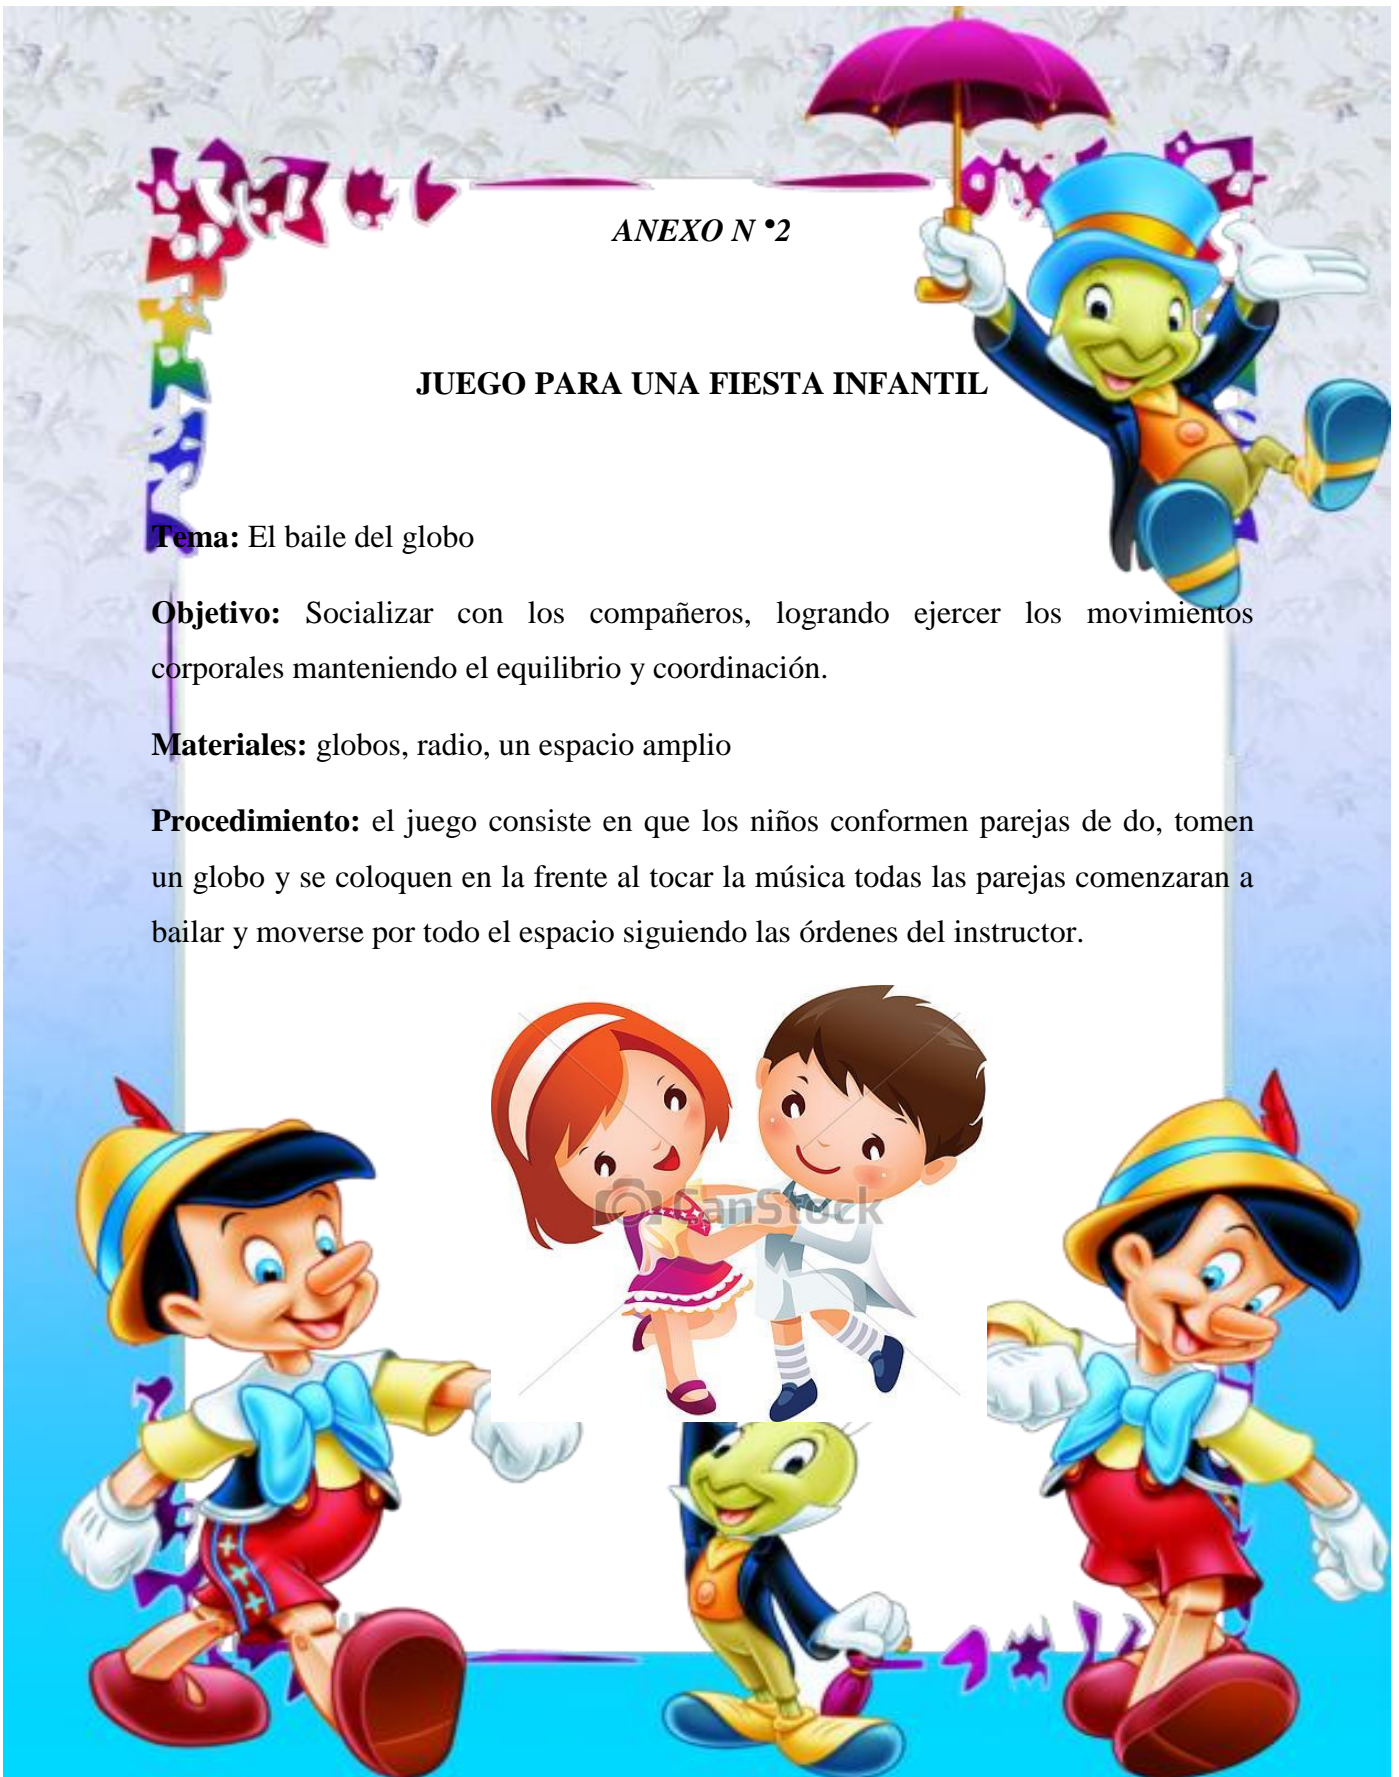 ANEXO N °2
JUEGO PARA UNA FIESTA INFANTIL
Tema: El baile del globo
Objetivo: Socializar con los compañeros, logrando ejercer los movimientos
corporales manteniendo el equilibrio y coordinación.
Materiales: globos, radio, un espacio amplio
Procedimiento: el juego consiste en que los niños conformen parejas de do, tomen
un globo y se coloquen en la frente al tocar la música todas las parejas comenzaran a
bailar y moverse por todo el espacio siguiendo las órdenes del instructor.
CanStock